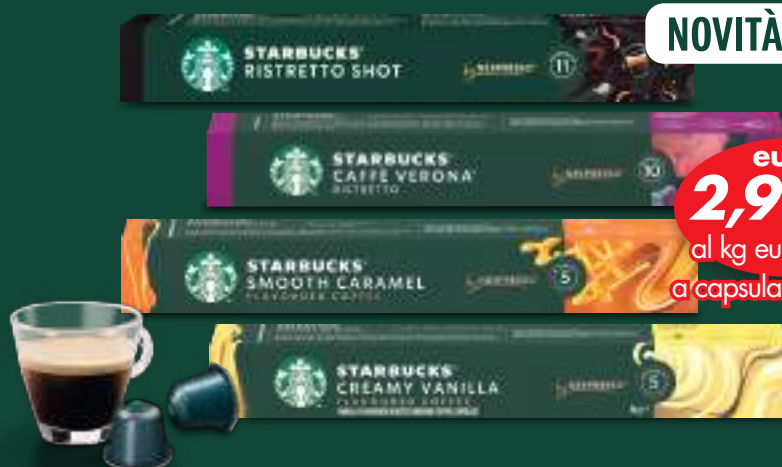 NOVITÀ
STARBUCKS
RISTRETTO SHOT
11
STARBUCKS
CAFFÈ VERONA
RISTRETTO
10
eu
2,9
al kg eu
a capsula
STARBUCKS
SMOOTH CARAMEL
FLAVOURED COFFEE
5
STARBUCKS
CREAMY VANILLA
FLAVOURED COFFEE
5